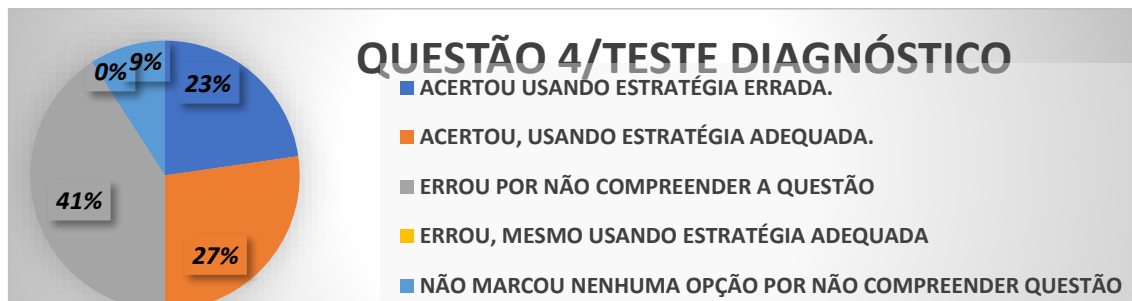 QUESTÃO 4/TESTE DIAGNÓSTICO
0%
9%
23%
41%
27%
ACERTOU USANDO ESTRATÉGIA ERRADA.
ACERTOU, USANDO ESTRATÉGIA ADEQUADA.
ERROU POR NÃO COMPREENDER A QUESTÃO
ERROU, MESMO USANDO ESTRATÉGIA ADEQUADA
NÃO MARCOU NENHUMA OPÇÃO POR NÃO COMPREENDER QUESTÃO